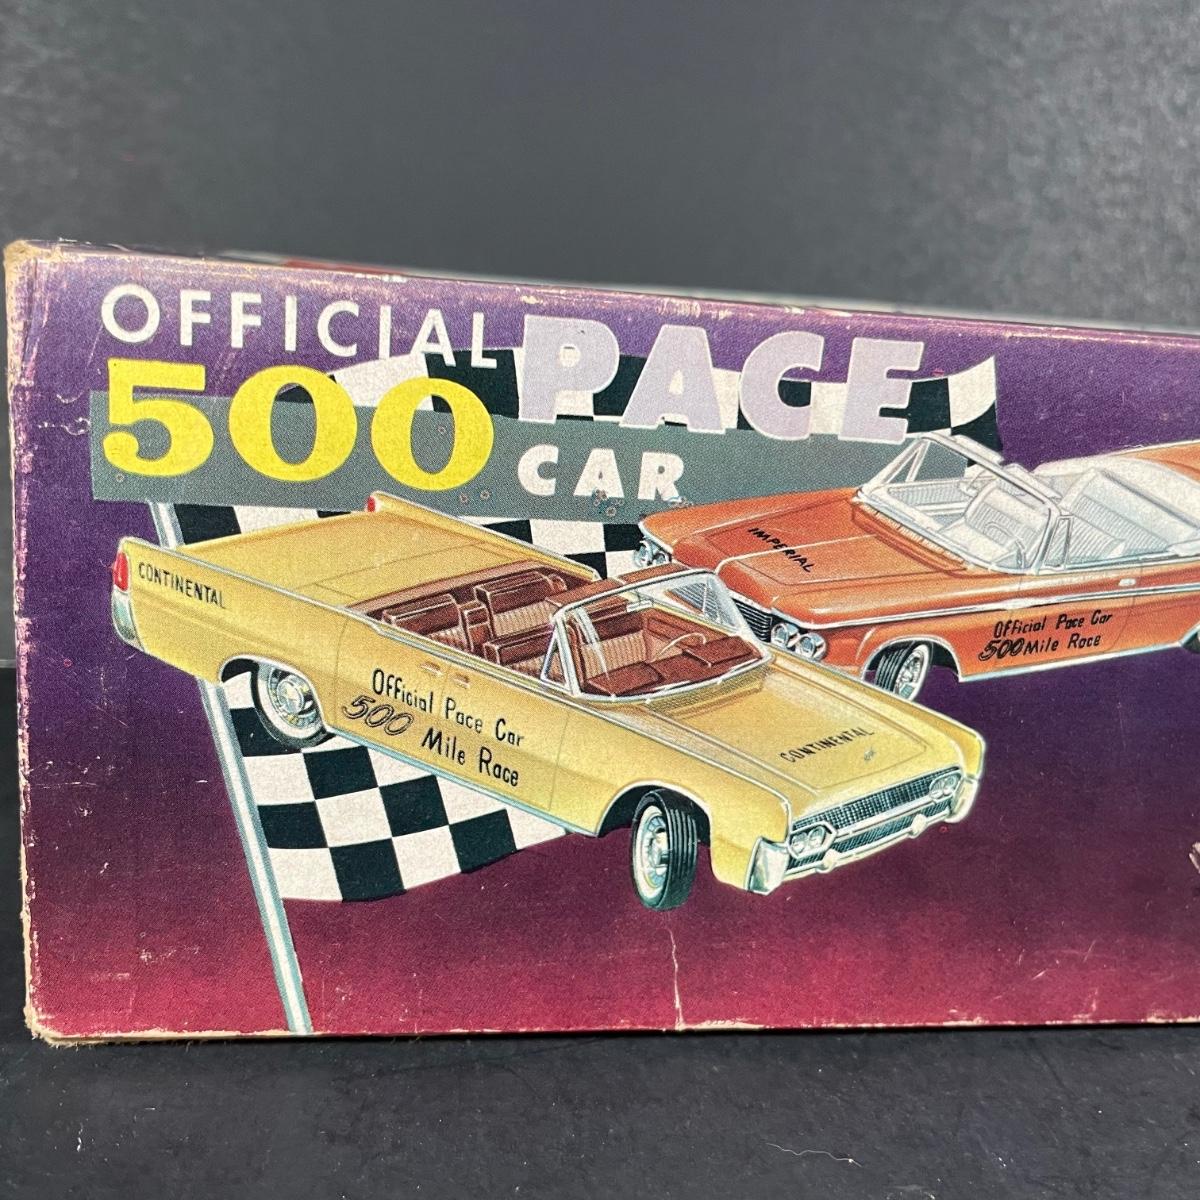 OFFICIAL PACE
500 CAR
CONTINENTAL
Official Pace Car
500 Mile Race
CONTINENTAL
IMPERIAL
Official Pace Car
500 Mile Race